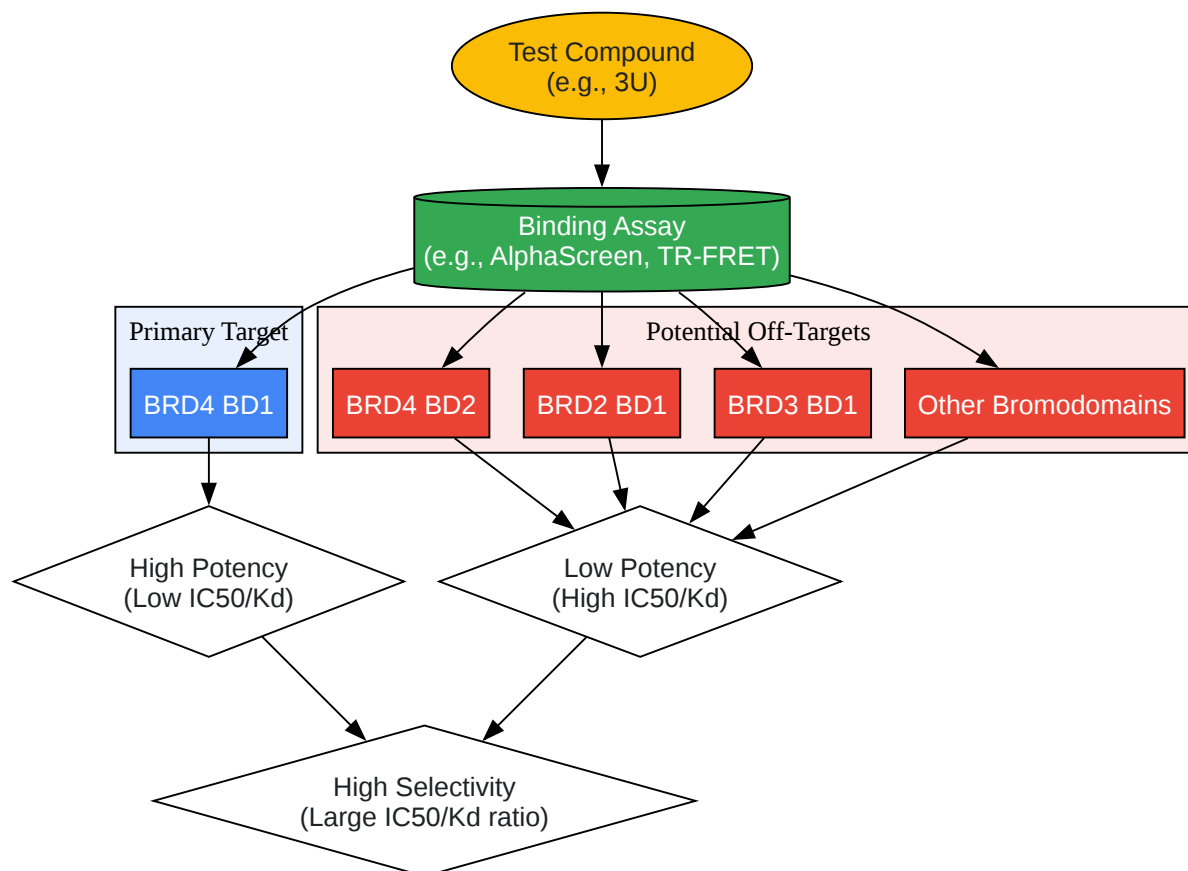 Test Compound
(e.g., 3U)
Binding Assay
(e.g., AlphaScreen, TR-FRET)
Primary Target
Potential Off-Targets
BRD4 BD1
BRD4 BD2
BRD2 BD1
BRD3 BD1
Other Bromodomains
High Potency
(Low IC50/Kd)
Low Potency
(High IC50/Kd)
High Selectivity
(Large IC50/Kd ratio)